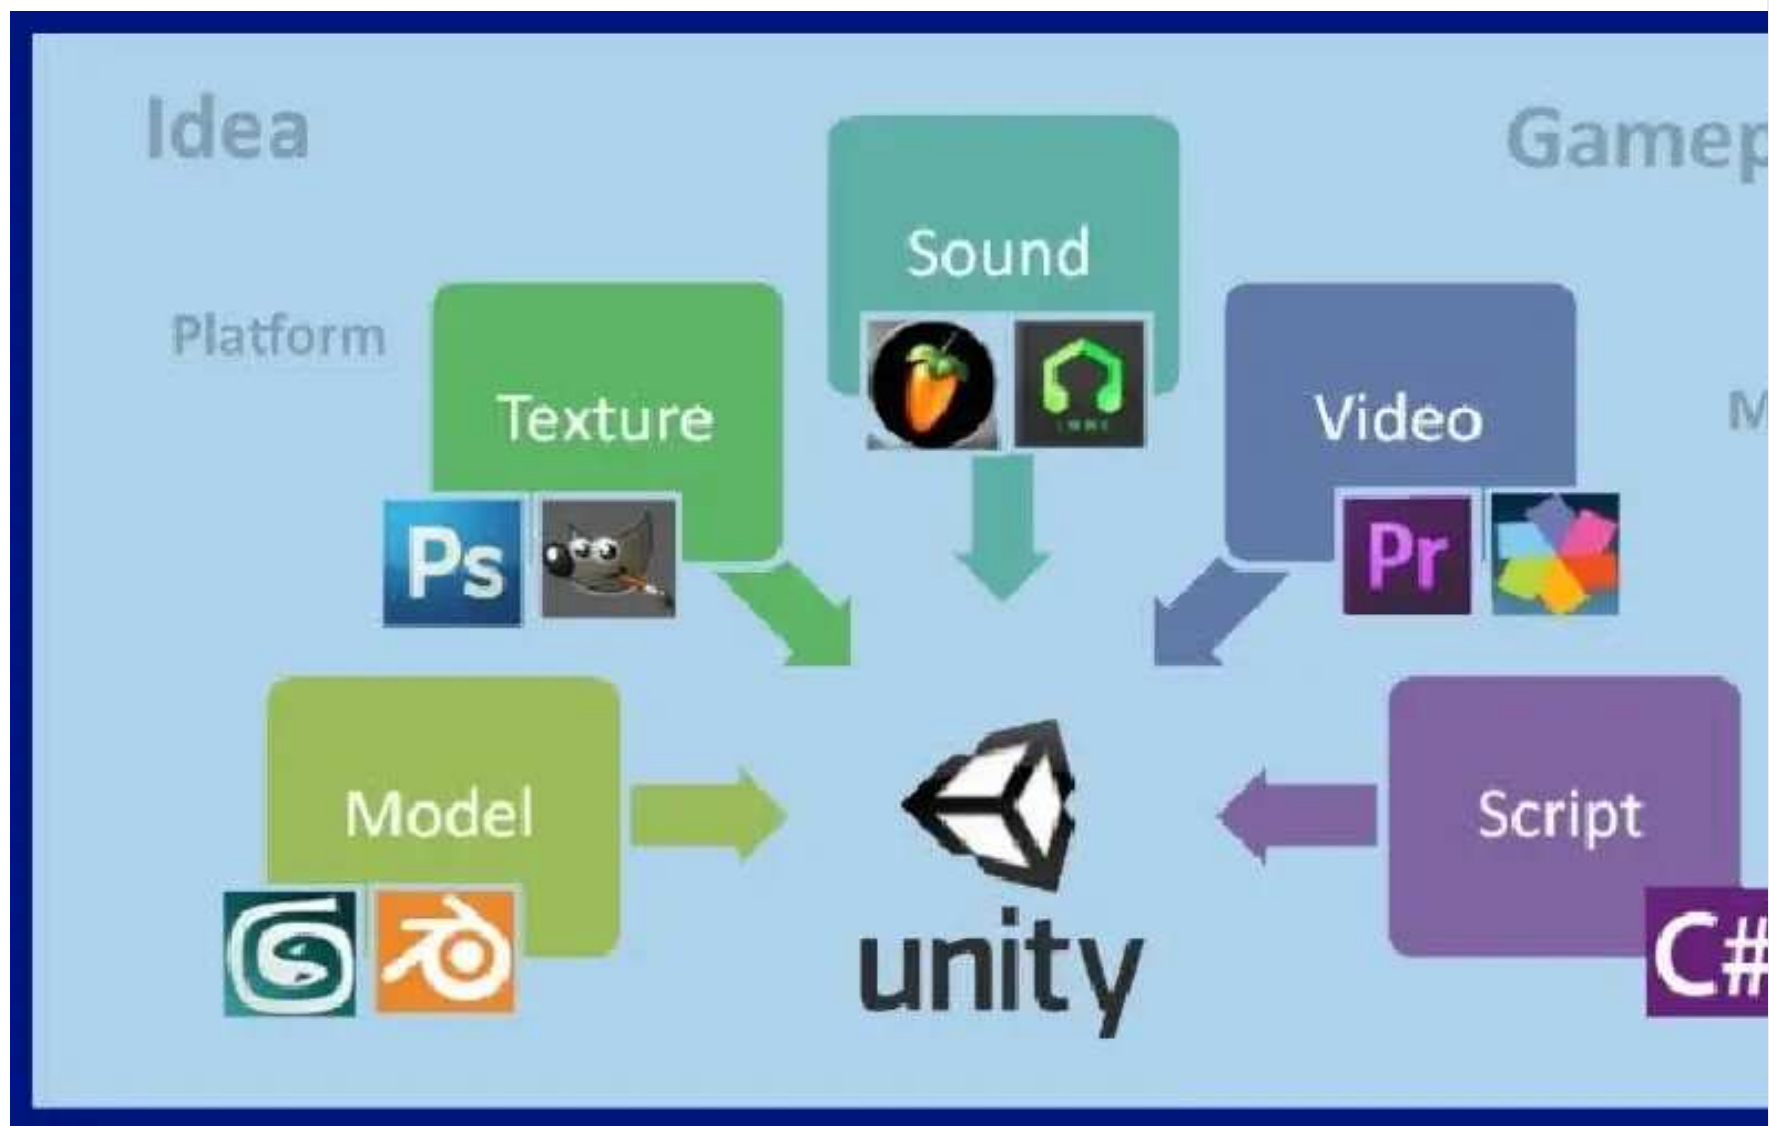 Idea
Gamep
Sound
Platform
Texture
Video
M
Ps
Pr
Model
Script
unity
C#